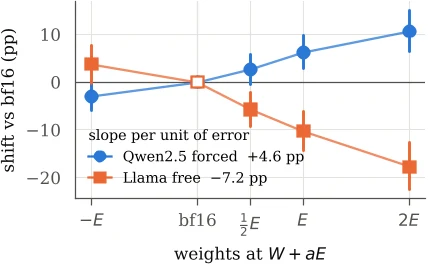 shift vs bf16 (pp)
10
0
−10
−20
slope per unit of error
Qwen2.5 forced +4.6 pp
Llama free −7.2 pp
−E
bf16
½E
E
2E
weights at W + aE